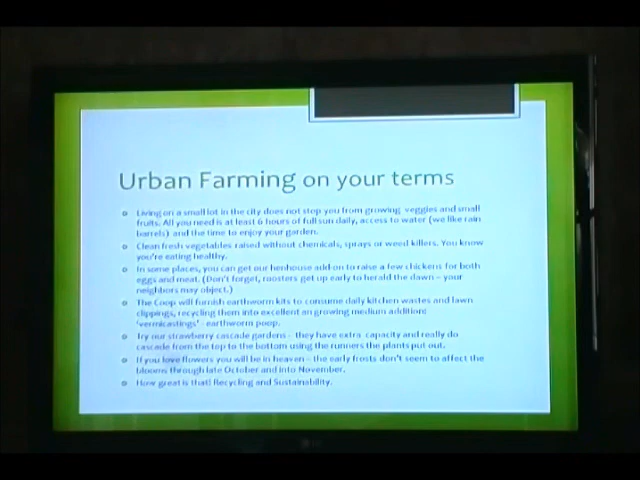 Urban Farming on your terms
Living on a small lot in the city does not stop you from growing veggies and small
fruits. All you need is at least 6 hours of full sun daily, access to water (we like rain
barrels) and the time to enjoy your garden.
Clean fresh vegetables raised without chemicals, sprays or weed killers. You know
you're eating healthy.
In some places, you can get our henhouse add-on to raise a few chickens for both
eggs and meat. (Don't forget, roosters get up early to herald the dawn – your
neighbors may object.)
The Coop will furnish earthworm kits to consume daily kitchen wastes and lawn
clippings, recycling them into excellent an growing medium addition!
'vermicastings' - earthworm poop.
Try our strawberry cascade gardens – they have extra capacity and really do
cascade from the top to the bottom using the runners the plants put out.
If you love flowers you will be in heaven – the early frosts don't seem to affect the
blooms through late October and into November.
How great is that! Recycling and Sustainability.
LG